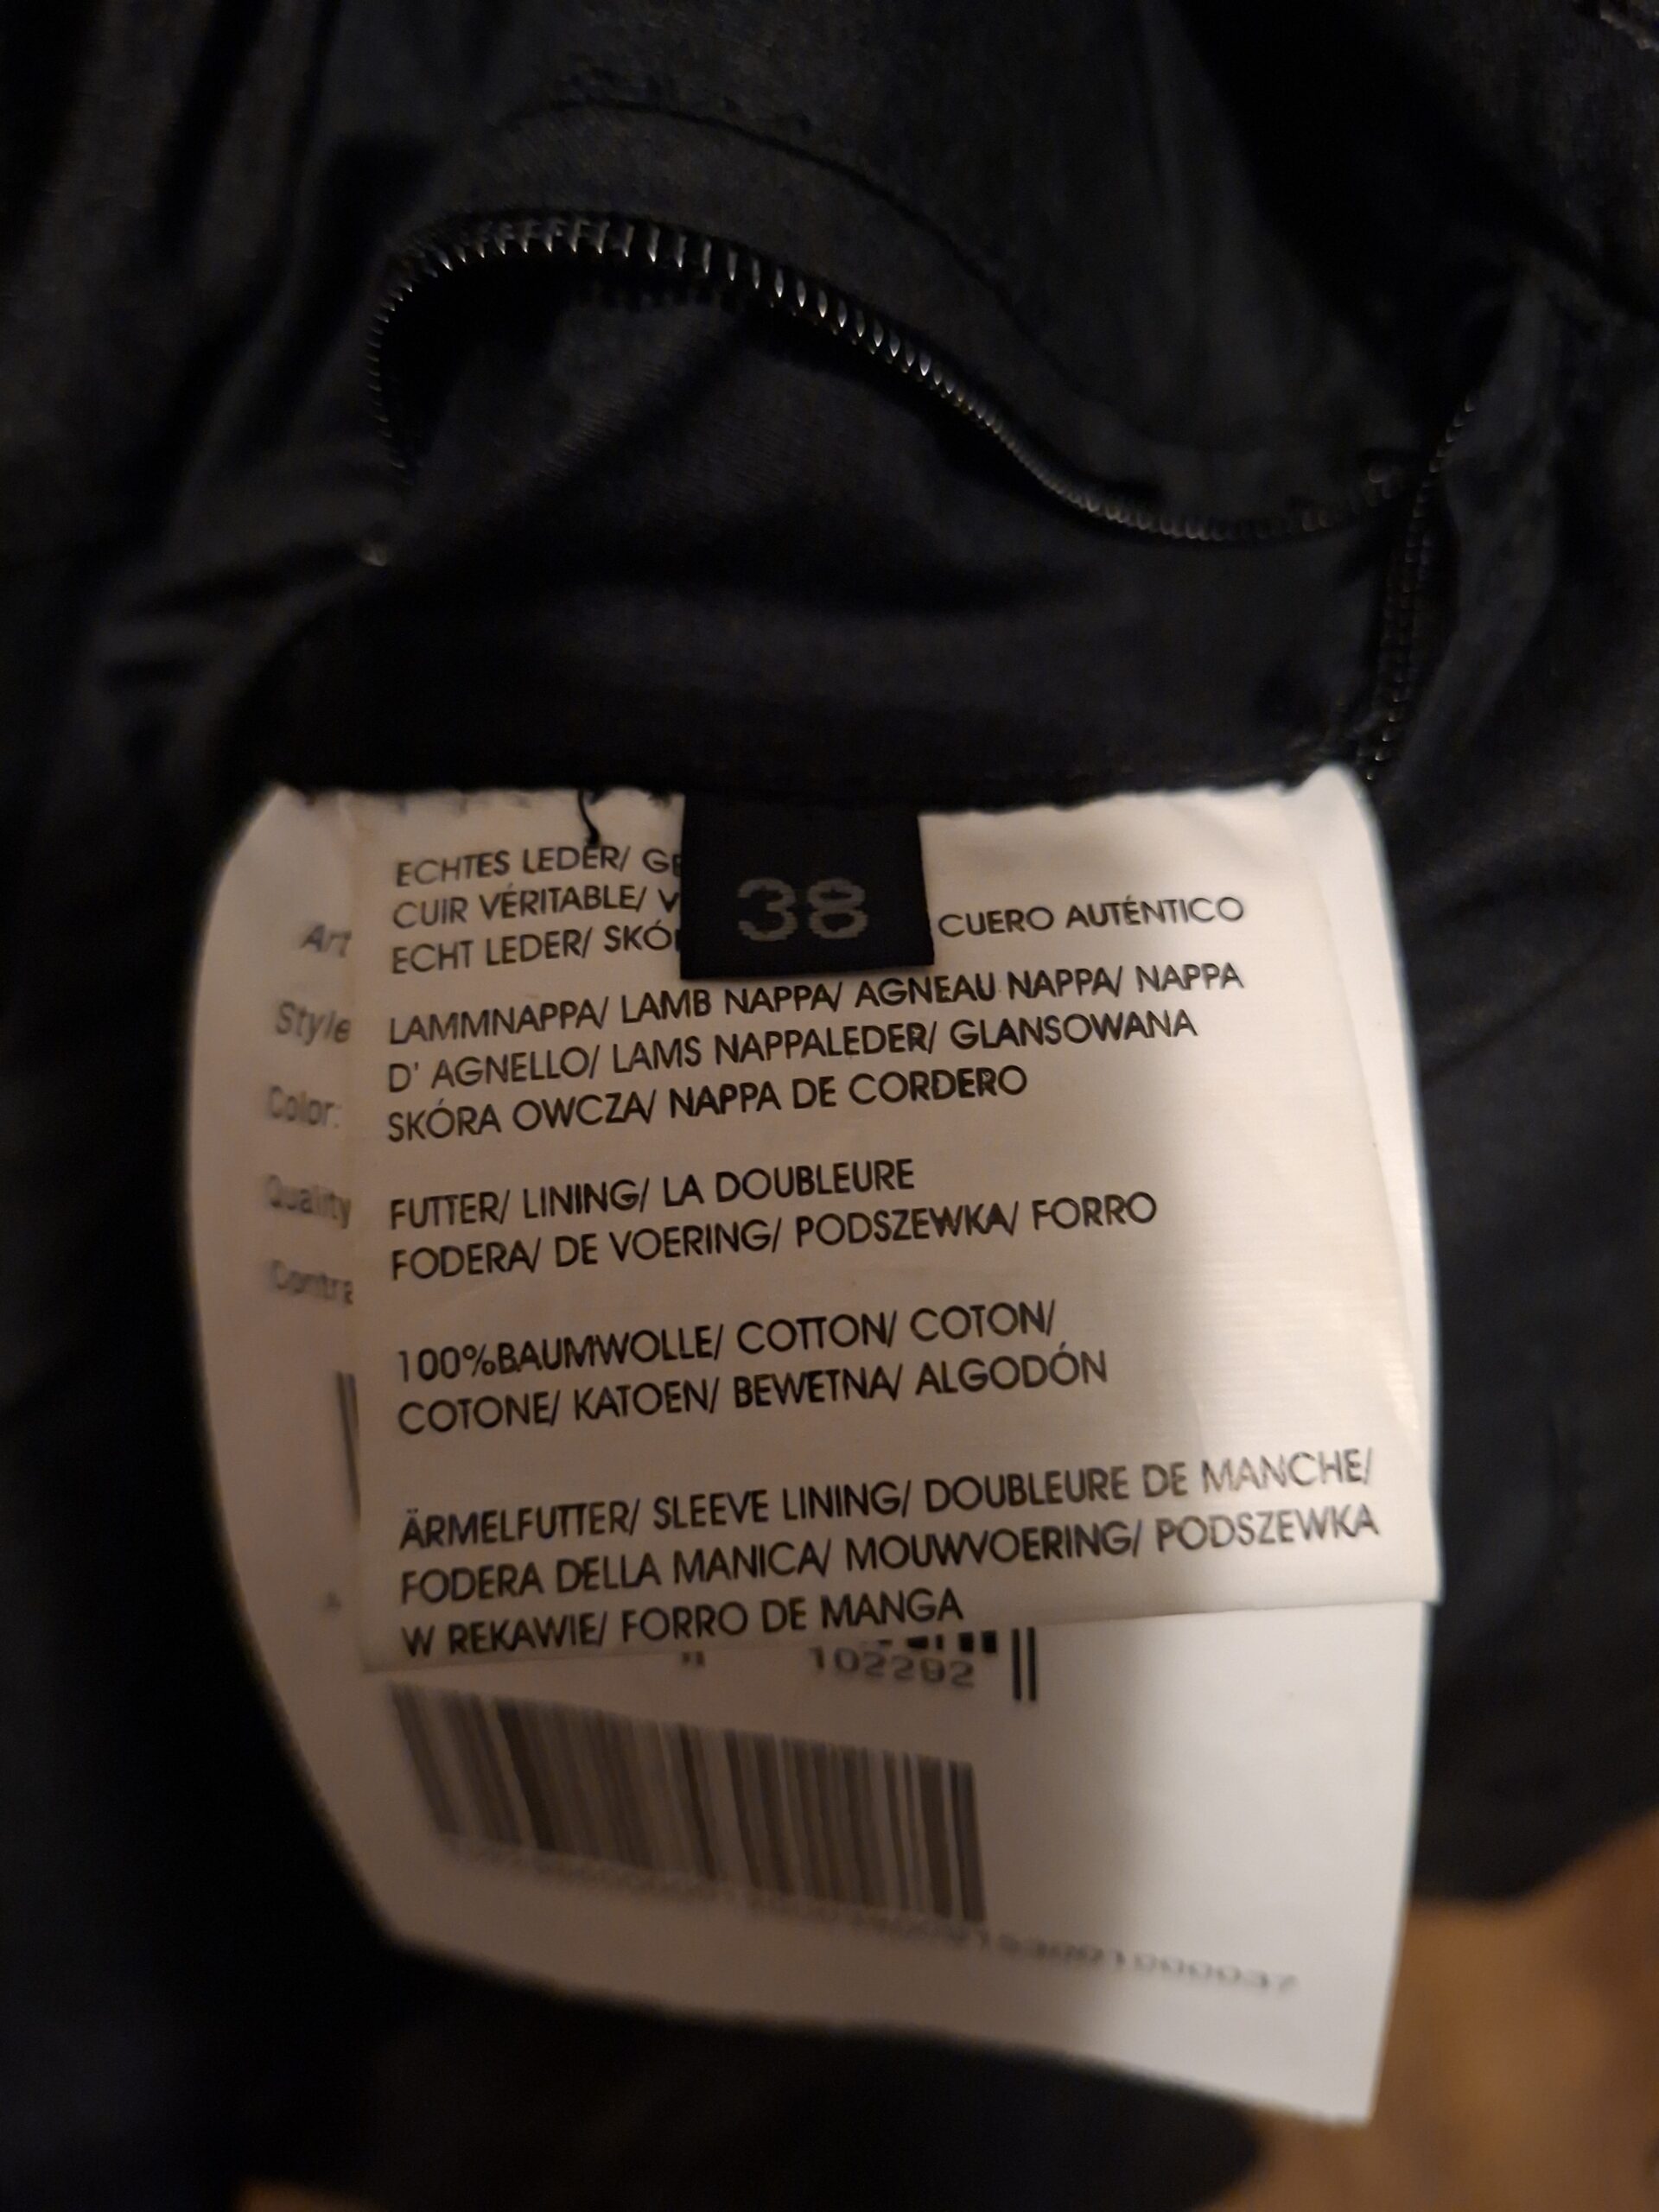 38
ECHTES LEDER/
CUIR VÉRITABLE/
ECHT LEDER/ CUERO AUTÉNTICO
LAMMNAPPA/ LAMB NAPPA/ AGNEAU NAPPA/ NAPPA
D' AGNELLO/ LAMS NAPPALEDER/ GLANSOWANA
SKÓRA OWCZA/ NAPPA DE CORDERO
FUTTER/ LINING/ LA DOUBLEURE
FODERA/ DE VOERING/ PODSZEWKA/ FORRO
100%BAUMWOLLE/ COTTON/ COTON/
COTONE/ KATOEN/ BEWETNA/ ALGODÓN
ÄRMELFUTTER/ SLEEVE LINING/ DOUBLEURE DE MANCHE/
FODERA DELLA MANICA/ MOUWVOERING/ PODSZEWKA
W REKAWIE/ FORRO DE MANGA
Art
Style
Color:
Quality
102292